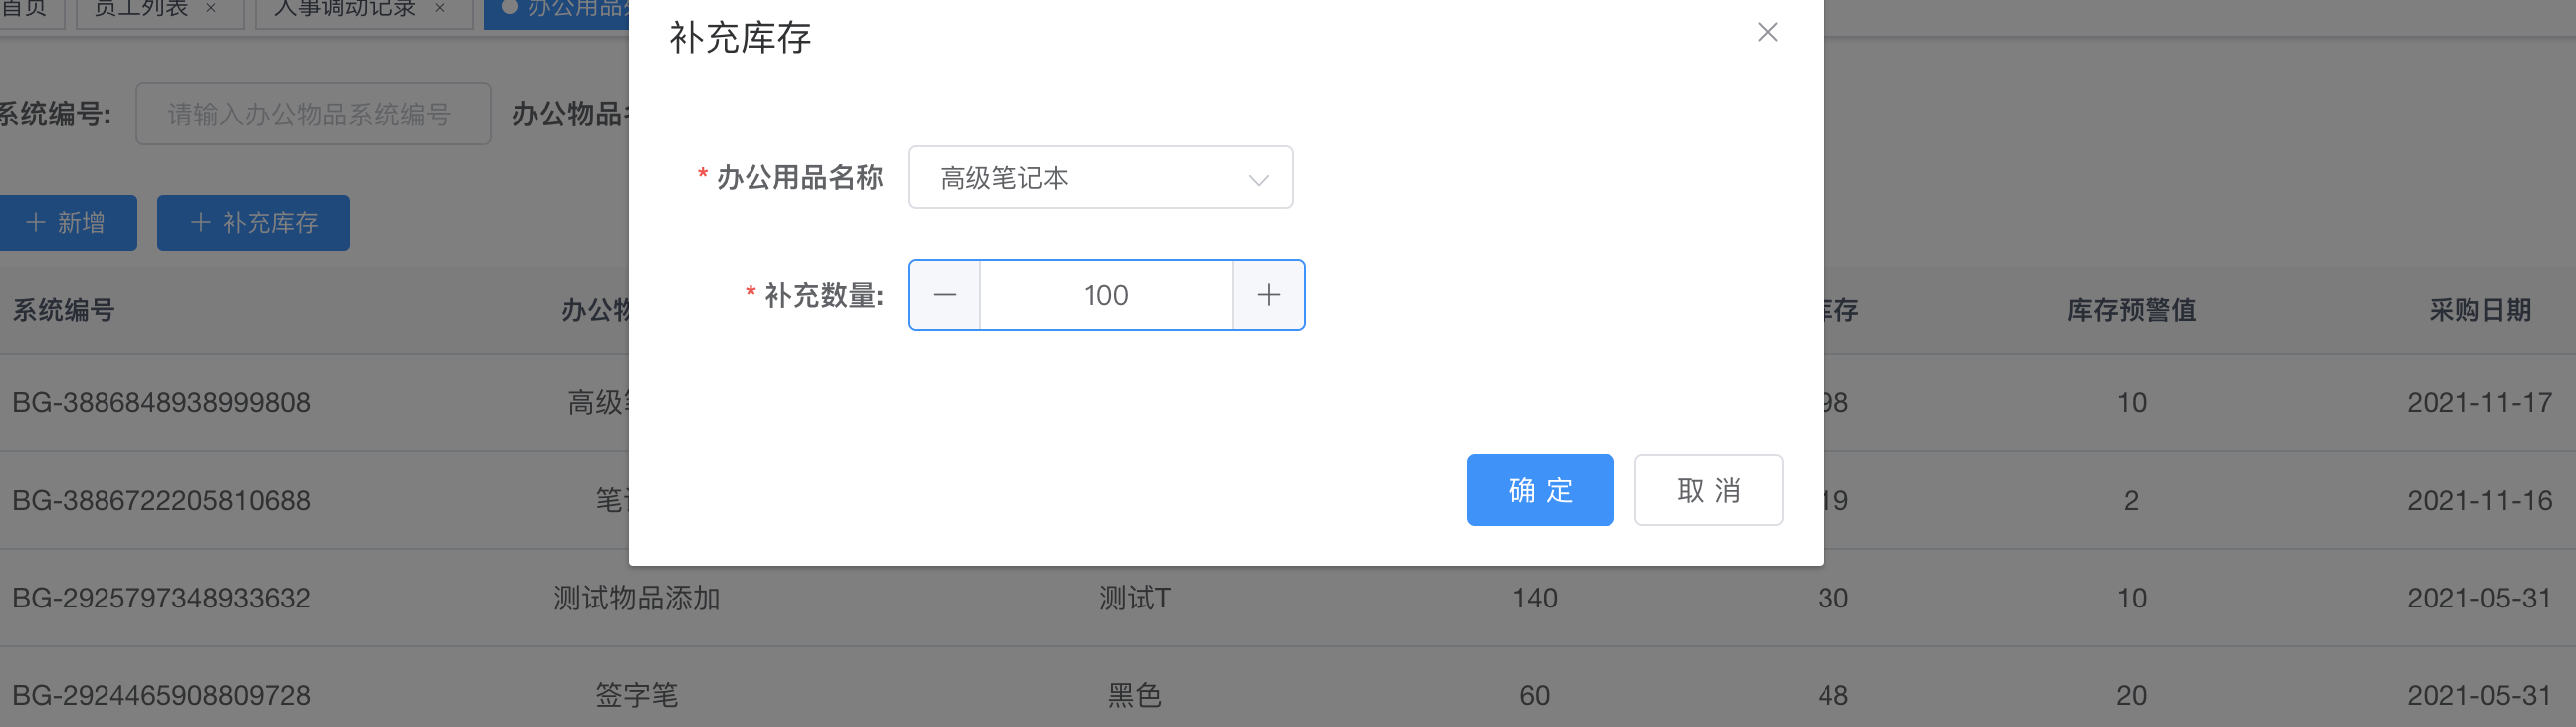 首页 员工列表 × 人事调动记录 × 办公用品
补充库存
系统编号: 请输入办公物品系统编号 办公物品
* 办公用品名称 高级笔记本
+ 新增 + 补充库存
* 补充数量: — 100 +
系统编号 办公物 库存 库存预警值 采购日期
BG-3886848938999808 高级 98 10 2021-11-17
确 定 取 消
BG-3886722205810688 笔 19 2 2021-11-16
BG-2925797348933632 测试物品添加 测试T 140 30 10 2021-05-31
BG-2924465908809728 签字笔 黑色 60 48 20 2021-05-31